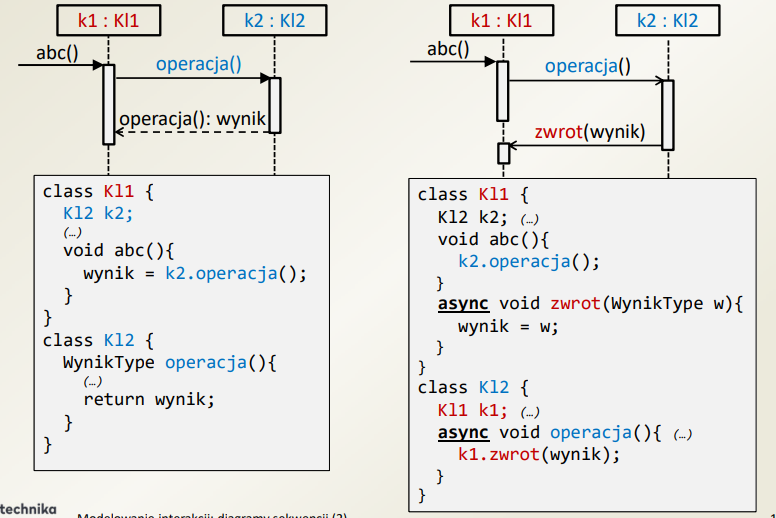 k1 : Kl1
k2 : Kl2
abc()
operacja()
operacja(): wynik
class Kl1 {
Kl2 k2;
(…)
void abc(){
wynik = k2.operacja();
}
}
class Kl2 {
WynikType operacja(){
(…)
return wynik;
}
}
k1 : Kl1
k2 : Kl2
abc()
operacja()
zwrot(wynik)
class Kl1 {
Kl2 k2; (…)
void abc(){
k2.operacja();
}
async void zwrot(WynikType w){
wynik = w;
}
}
class Kl2 {
Kl1 k1; (…)
async void operacja(){ (…)
k1.zwrot(wynik);
}
}
technika
Modelowanie interakcji: diagramy sekwencji (2)